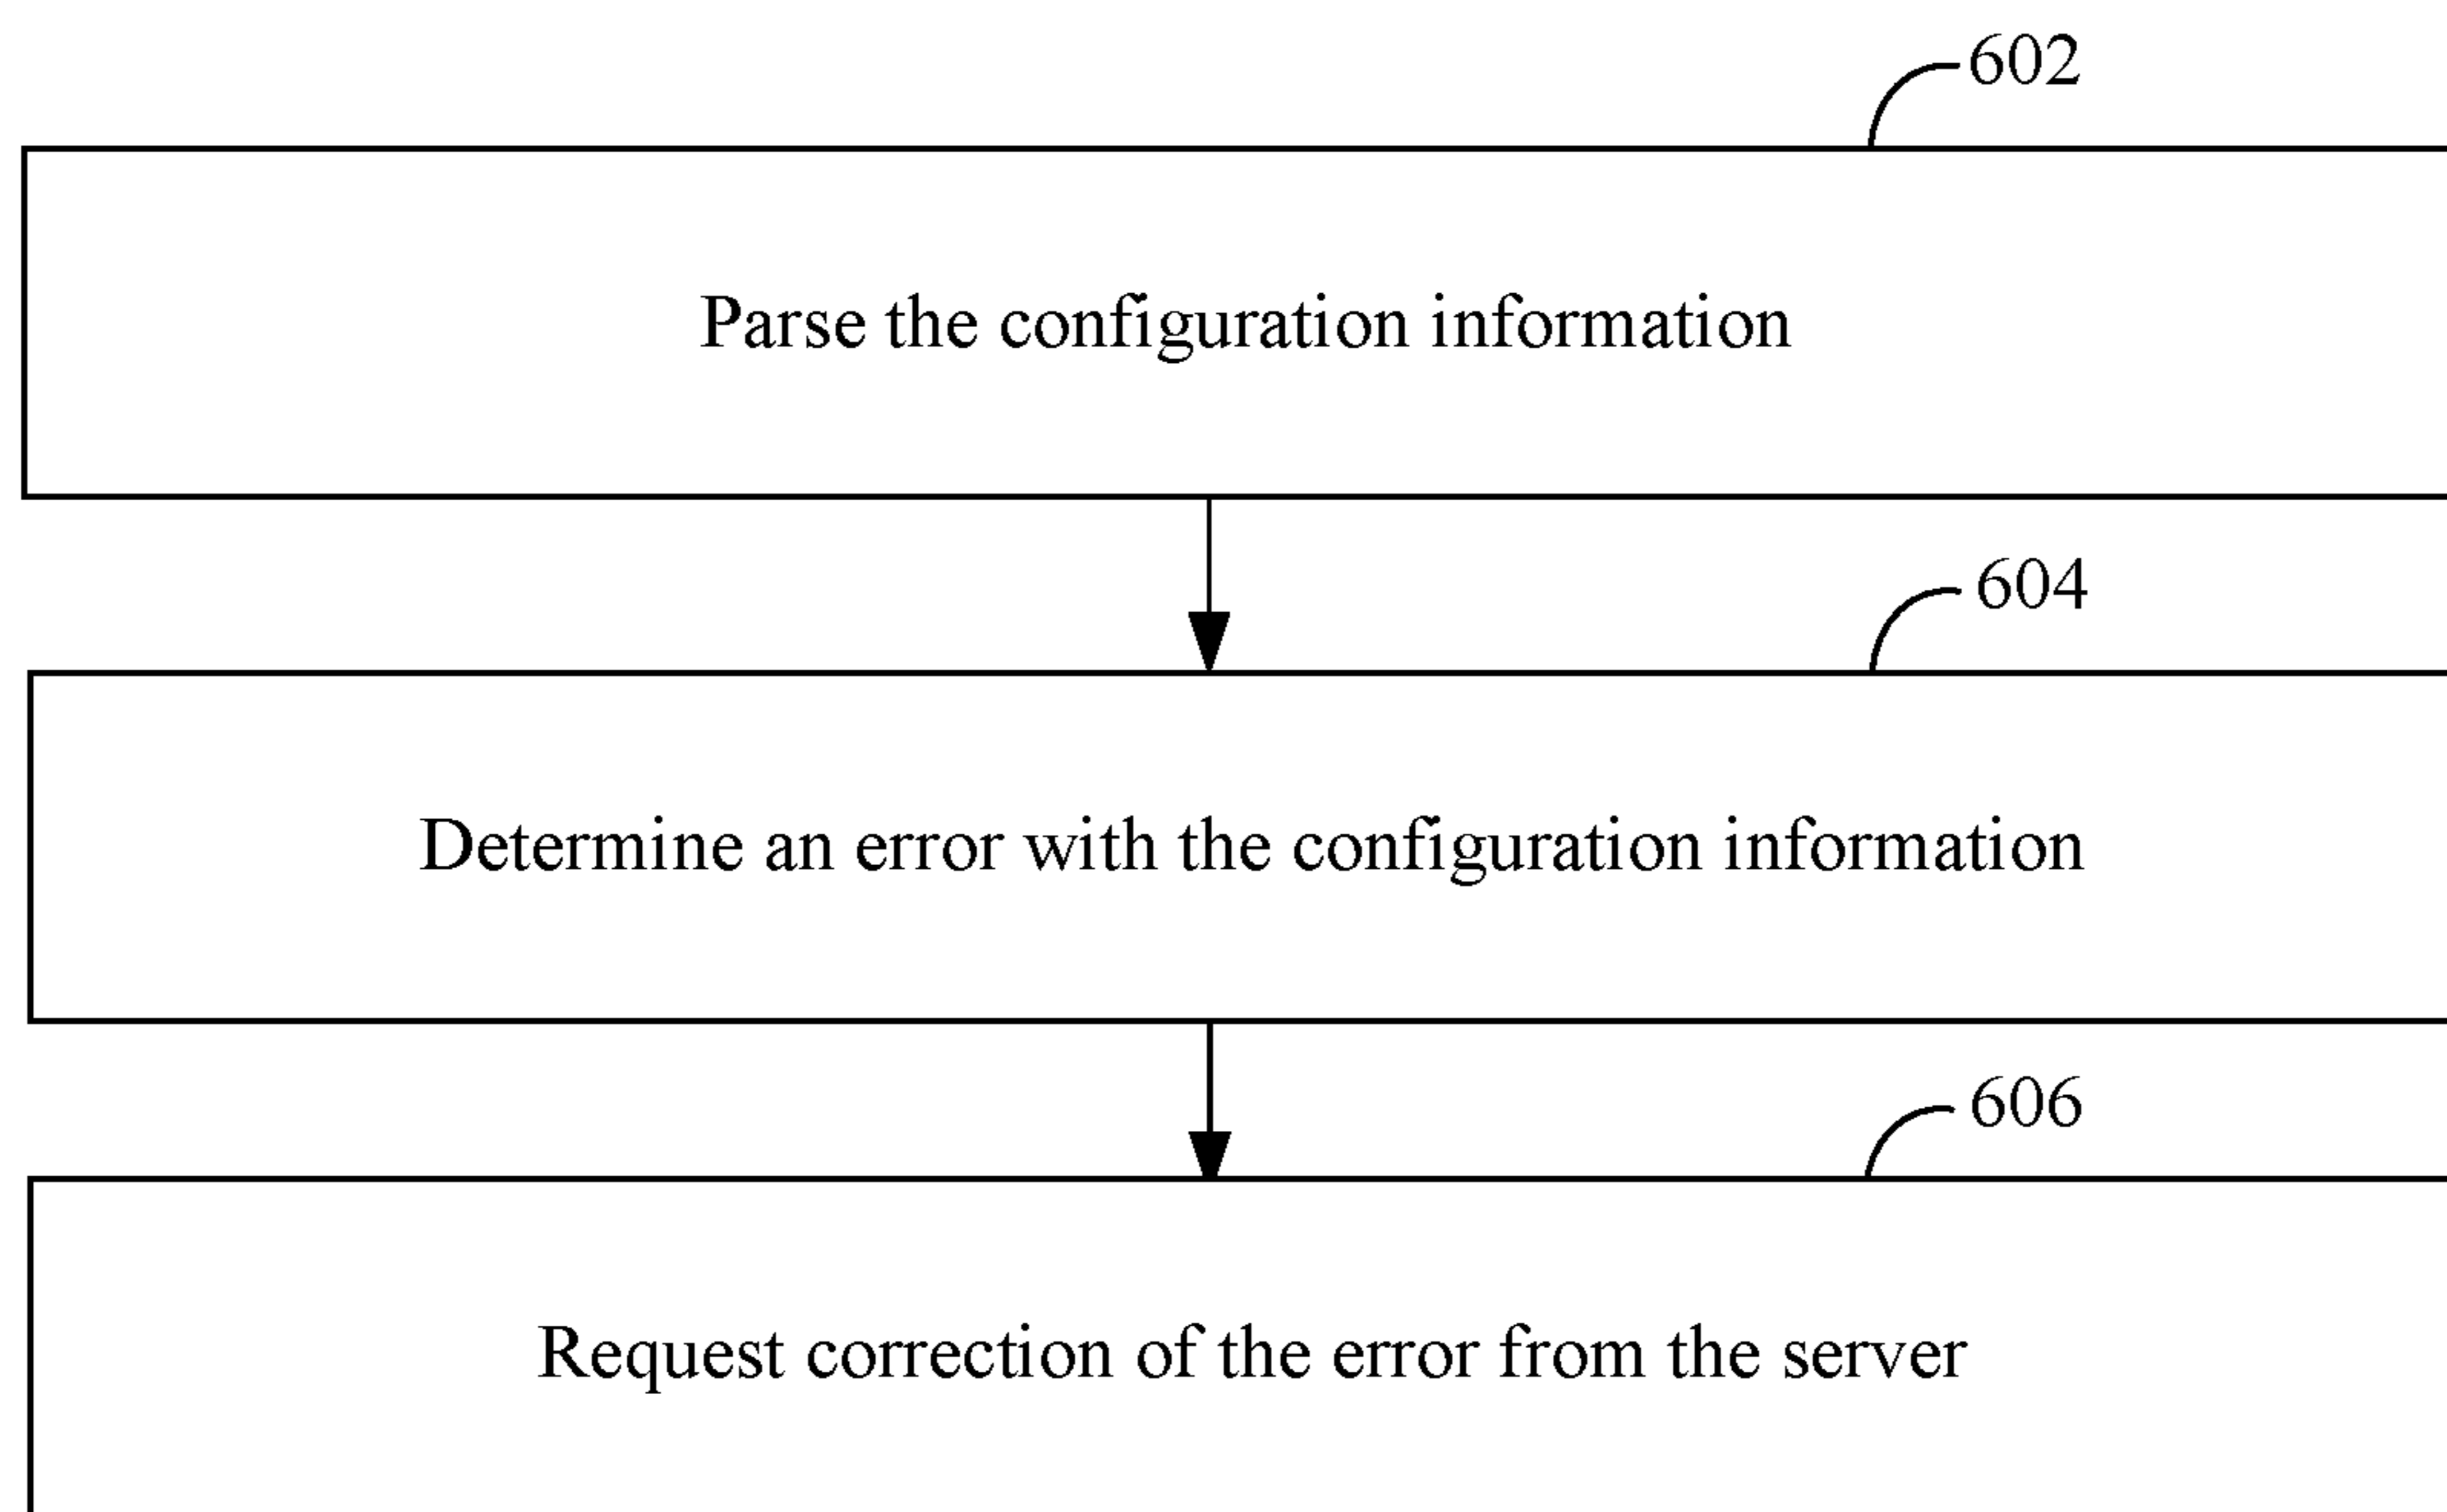 602
Parse the configuration information
604
Determine an error with the configuration information
606
Request correction of the error from the server